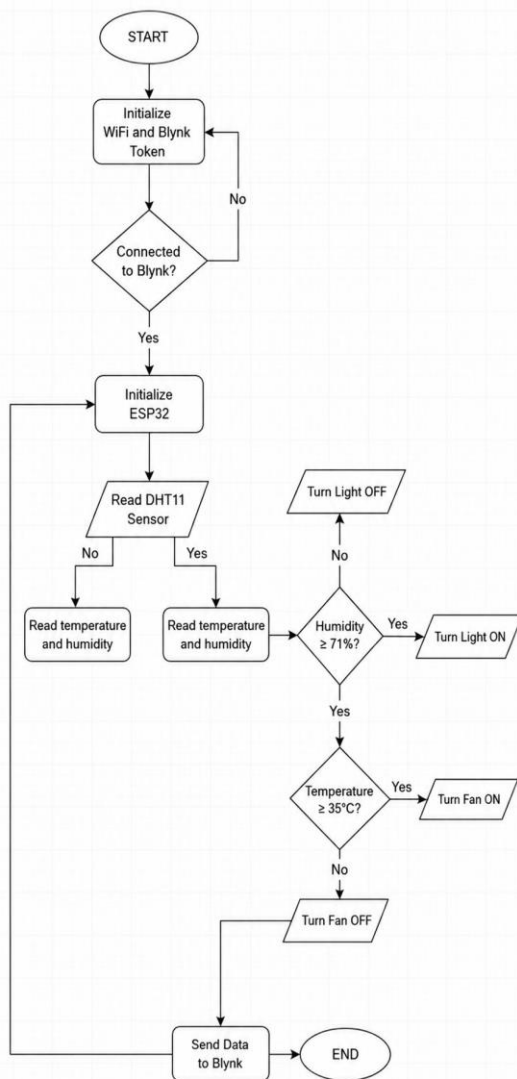 START
Initialize
WiFi and Blynk
Token
No
Connected
to Blynk?
Yes
Initialize
ESP32
Read DHT11
Sensor
No
Yes
Read temperature
and humidity
Read temperature
and humidity
Turn Light OFF
No
Humidity
≥ 71%?
Yes
Turn Light ON
Yes
Temperature
≥ 35°C?
Yes
Turn Fan ON
No
Turn Fan OFF
Send Data
to Blynk
END